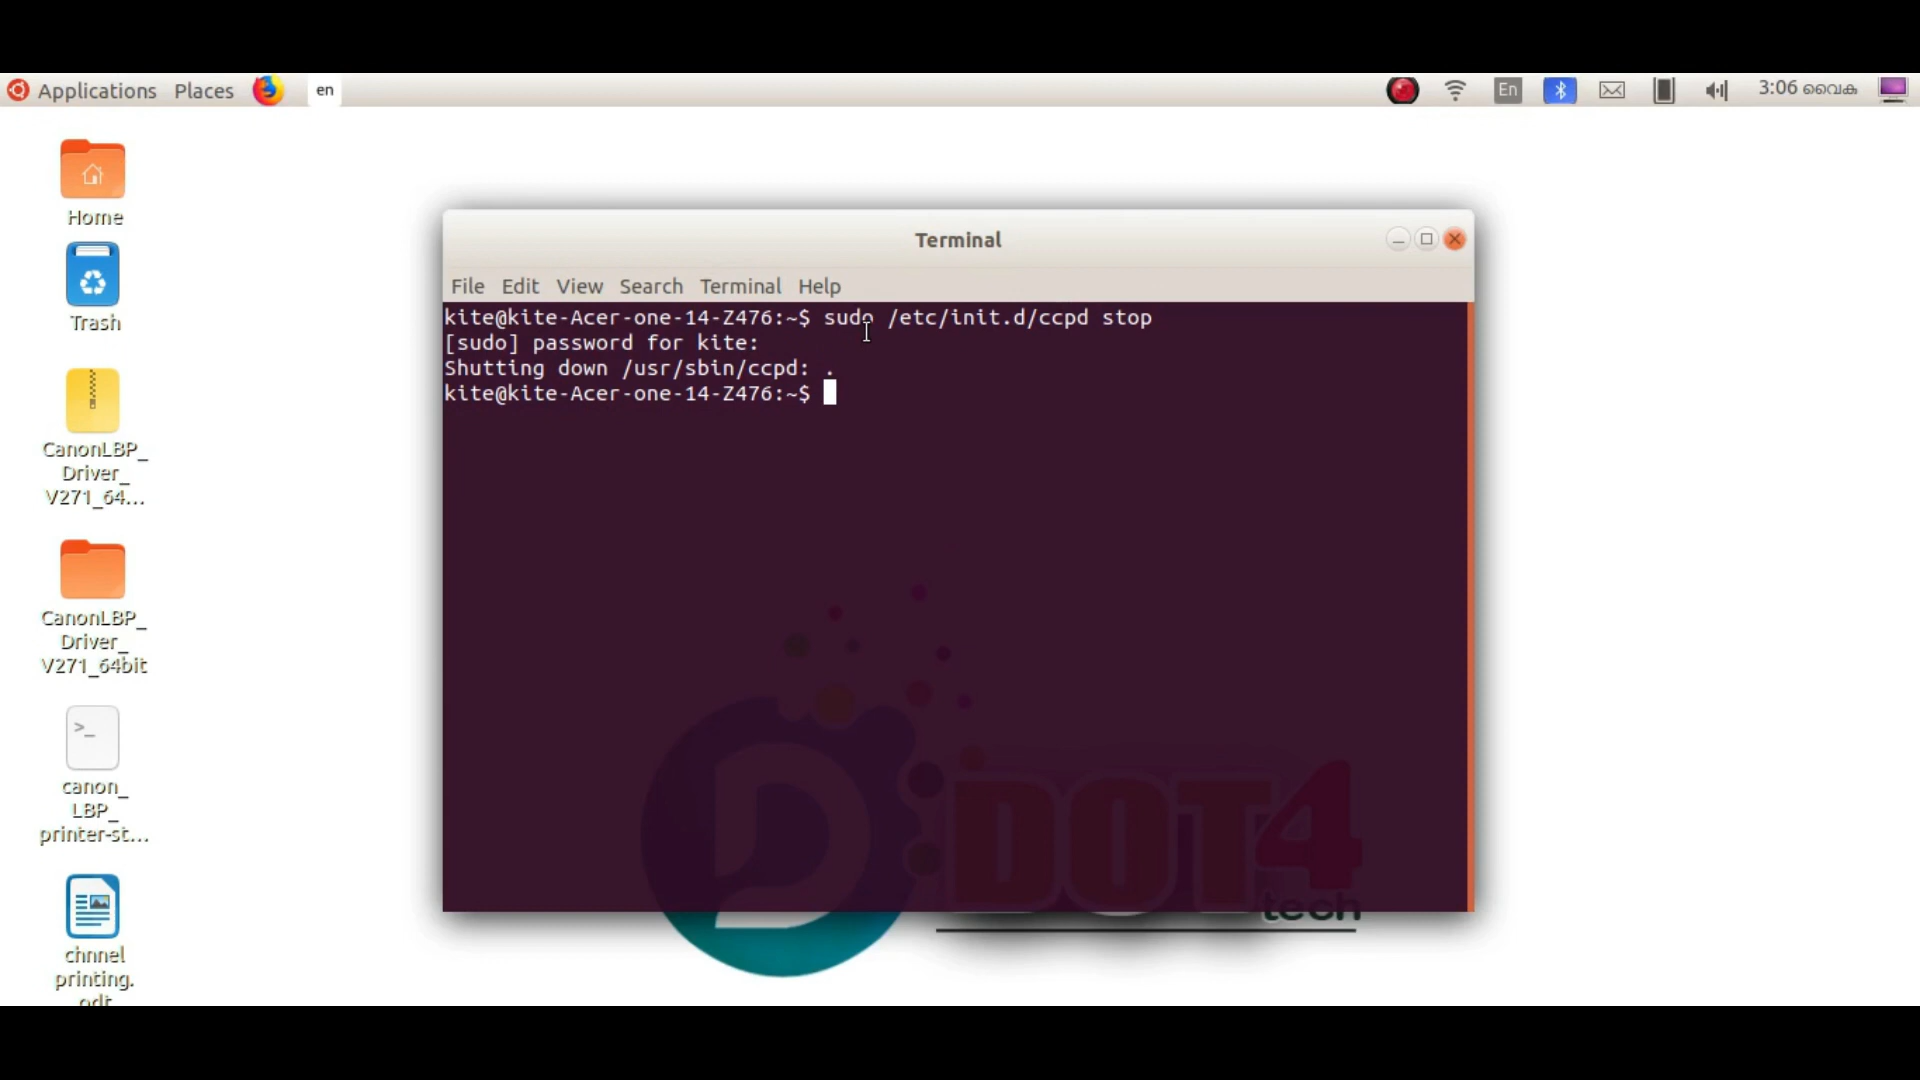 Applications Places en En 3:06 വൈകു
Home
Trash
CanonLBP_
Driver_
V271_64...
CanonLBP_
Driver_
V271_64bit
canon_
LBP_
printer-st...
chnnel
printing.
odt
Terminal
File Edit View Search Terminal Help
kite@kite-Acer-one-14-Z476:~$ sudo /etc/init.d/ccpd stop
[sudo] password for kite:
Shutting down /usr/sbin/ccpd: .
kite@kite-Acer-one-14-Z476:~$
DOT4
tech